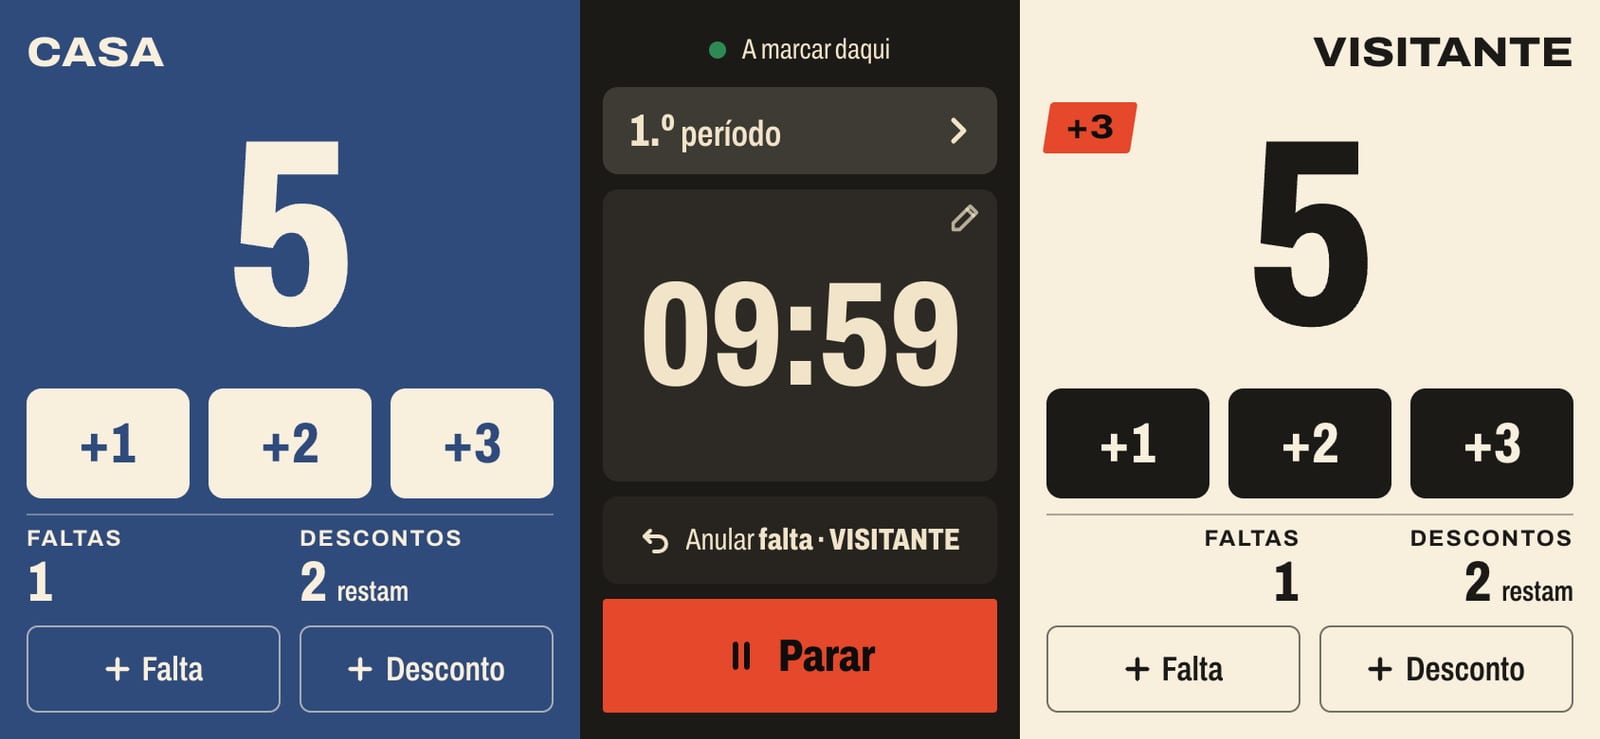 CASA
5
+1
+2
+3
FALTAS
1
DESCONTOS
2 restam
+ Falta
+ Desconto
A marcar daqui
1.º período
09:59
Anular falta · VISITANTE
Parar
VISITANTE
+3
5
+1
+2
+3
FALTAS
1
DESCONTOS
2 restam
+ Falta
+ Desconto